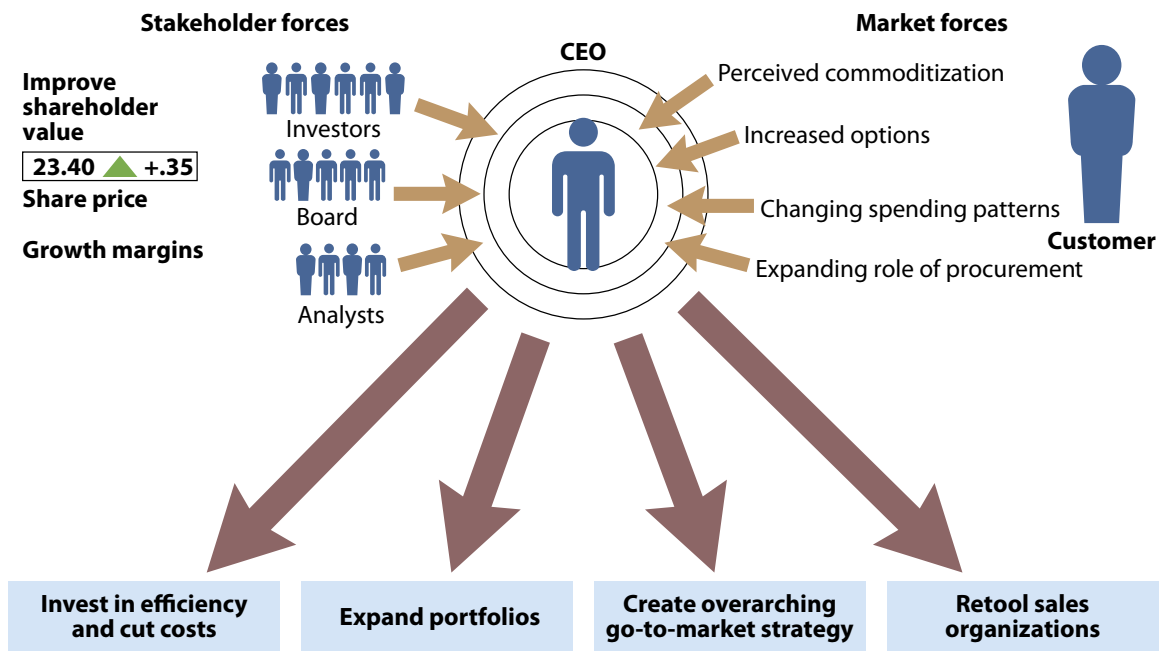 Stakeholder forces
Market forces
CEO
Improve
shareholder
value
23.40 +.35
Share price
Growth margins
Investors
Board
Analysts
Perceived commoditization
Increased options
Changing spending patterns
Expanding role of procurement
Customer
Invest in efficiency
and cut costs
Expand portfolios
Create overarching
go-to-market strategy
Retool sales
organizations